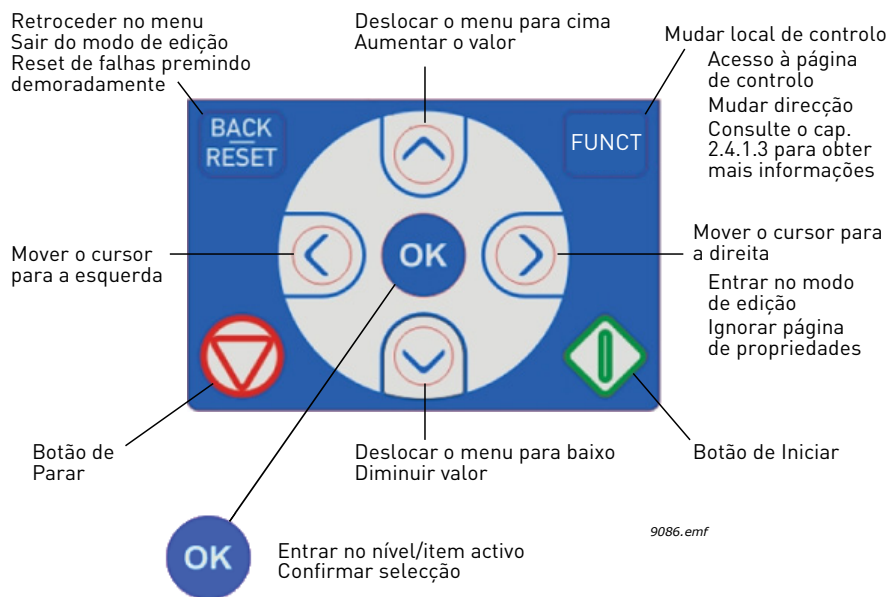 Retroceder no menu
Sair do modo de edição
Reset de falhas premindo
demoradamente
Deslocar o menu para cima
Aumentar o valor
Mudar local de controlo
Acesso à página
de controlo
Mudar direcção
Consulte o cap.
2.4.1.3 para obter
mais informações
BACK
RESET
FUNCT
Mover o cursor
para a esquerda
OK
Mover o cursor para
a direita
Entrar no modo
de edição
Ignorar página
de propriedades
Botão de
Parar
Deslocar o menu para baixo
Diminuir valor
Botão de Iniciar
9086.emf
OK
Entrar no nível/item activo
Confirmar selecção